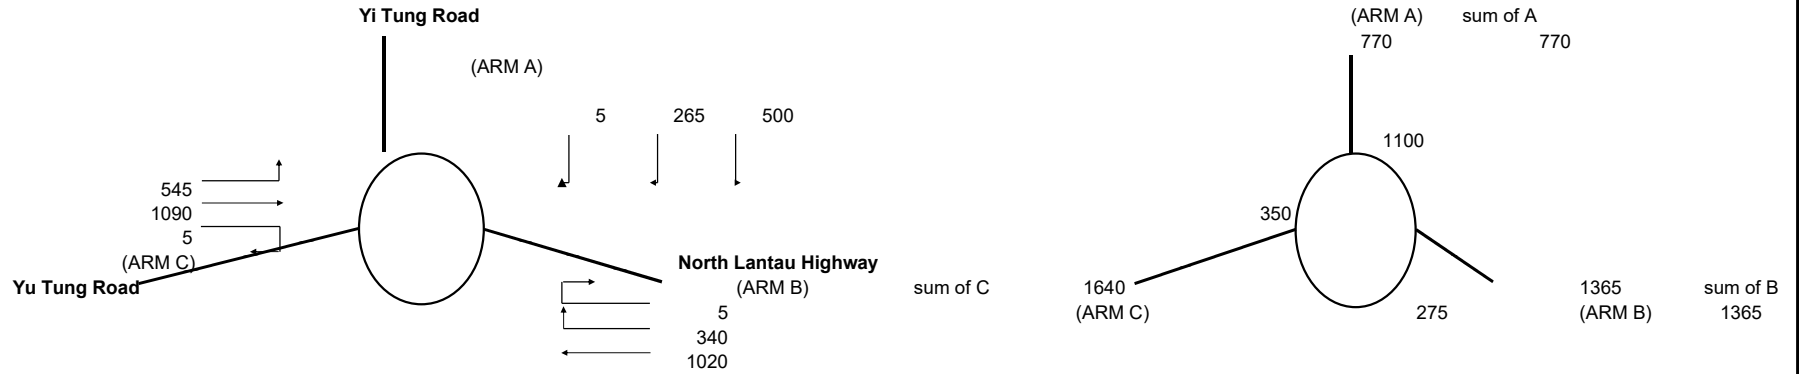 Yi Tung Road
(ARM A)
5 265 500
545
1090
5
(ARM C)
Yu Tung Road
North Lantau Highway
(ARM B)
5
340
1020
(ARM A) sum of A
770 770
1100
350
sum of C 1640
(ARM C)
275
1365 sum of B
(ARM B) 1365